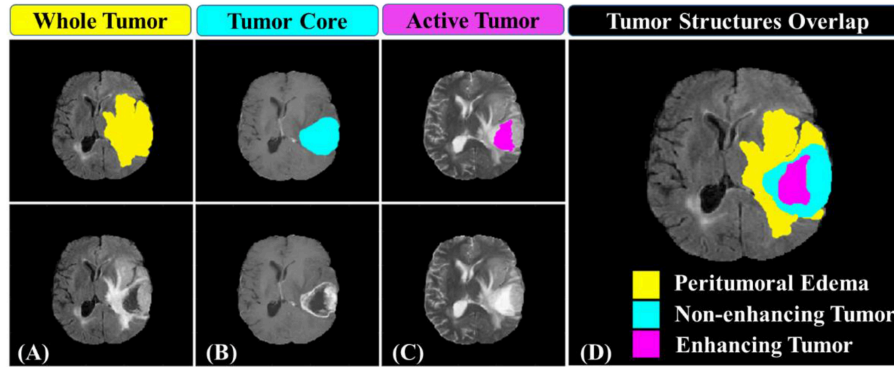 Whole Tumor
Tumor Core
Active Tumor
Tumor Structures Overlap
Peritumoral Edema
Non-enhancing Tumor
Enhancing Tumor
(A)
(B)
(C)
(D)